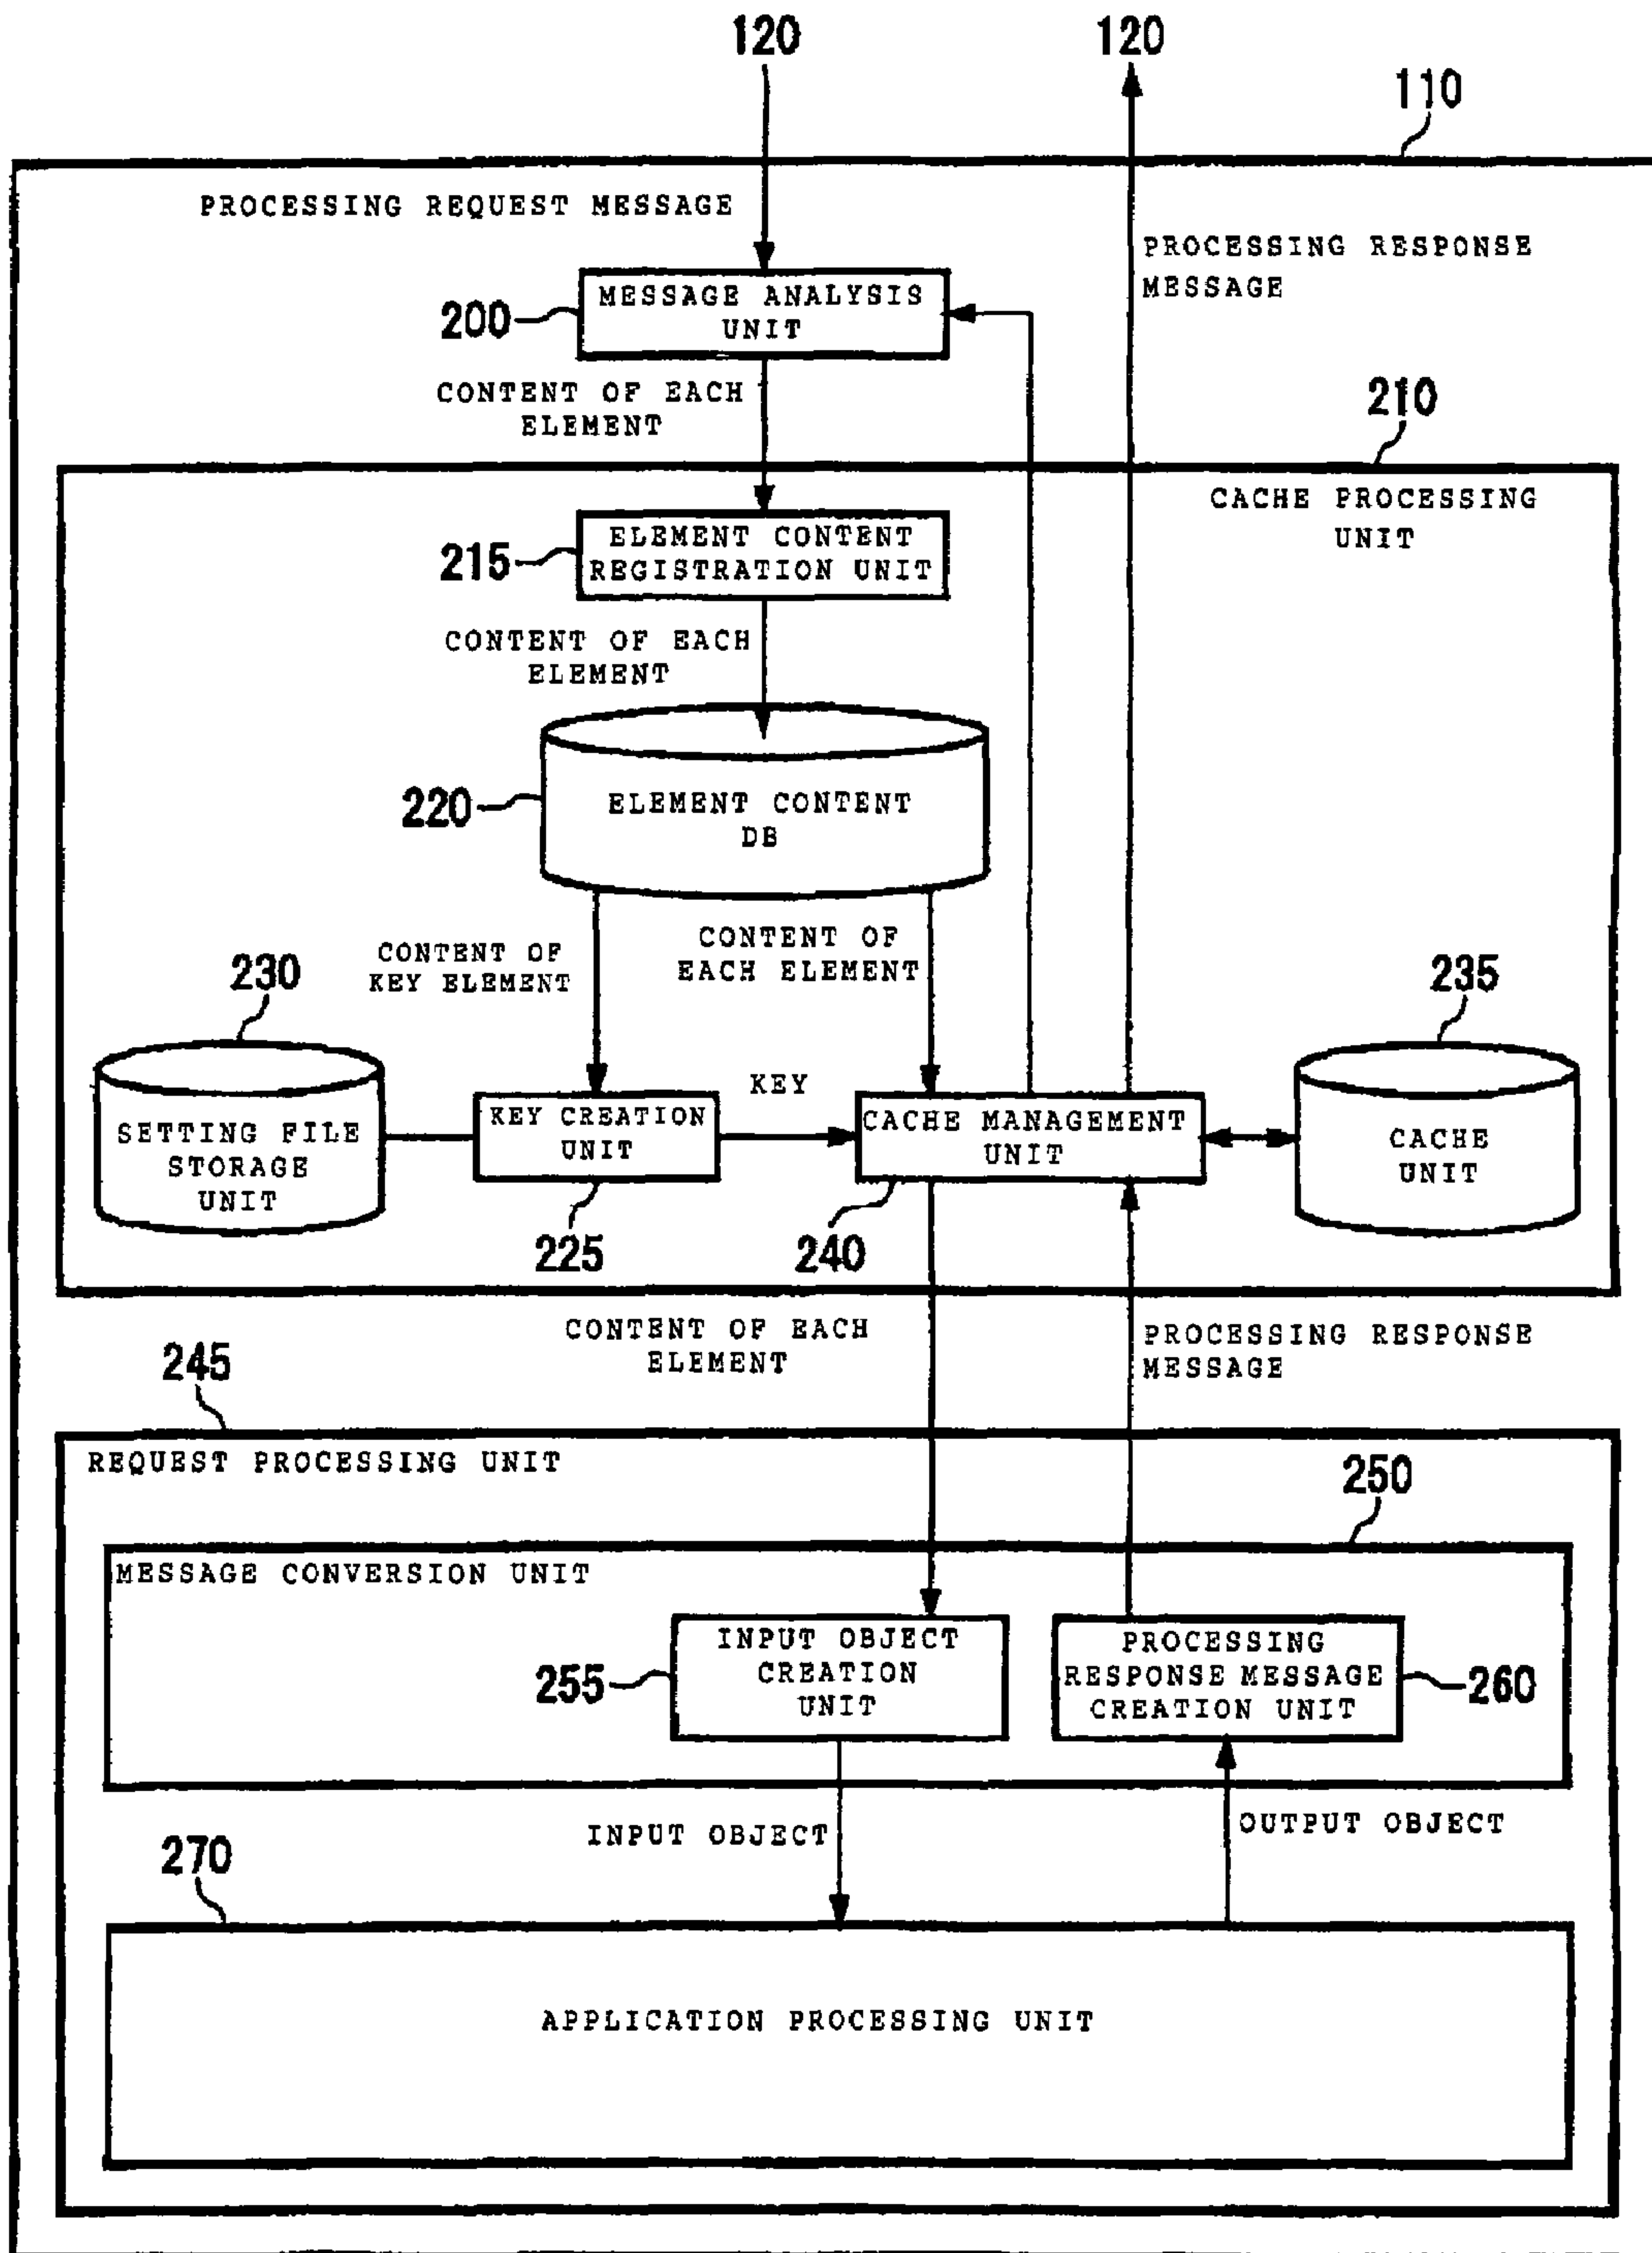 120
120
110
PROCESSING REQUEST MESSAGE
PROCESSING RESPONSE
MESSAGE
200
MESSAGE ANALYSIS
UNIT
CONTENT OF EACH
ELEMENT
210
CACHE PROCESSING
UNIT
215
ELEMENT CONTENT
REGISTRATION UNIT
CONTENT OF EACH
ELEMENT
220
ELEMENT CONTENT
DB
CONTENT OF
KEY ELEMENT
CONTENT OF
EACH ELEMENT
230
235
SETTING FILE
STORAGE
UNIT
KEY CREATION
UNIT
KEY
CACHE MANAGEMENT
UNIT
CACHE
UNIT
225
240
CONTENT OF EACH
ELEMENT
PROCESSING RESPONSE
MESSAGE
245
REQUEST PROCESSING UNIT
250
MESSAGE CONVERSION UNIT
255
INPUT OBJECT
CREATION
UNIT
PROCESSING
RESPONSE MESSAGE
CREATION UNIT
260
INPUT OBJECT
OUTPUT OBJECT
270
APPLICATION PROCESSING UNIT